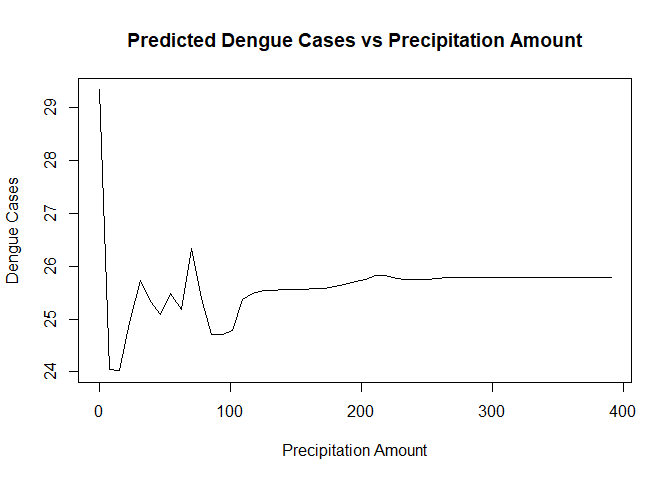 Predicted Dengue Cases vs Precipitation Amount
Dengue Cases
29
28
27
26
25
24
0 100 200 300 400
Precipitation Amount